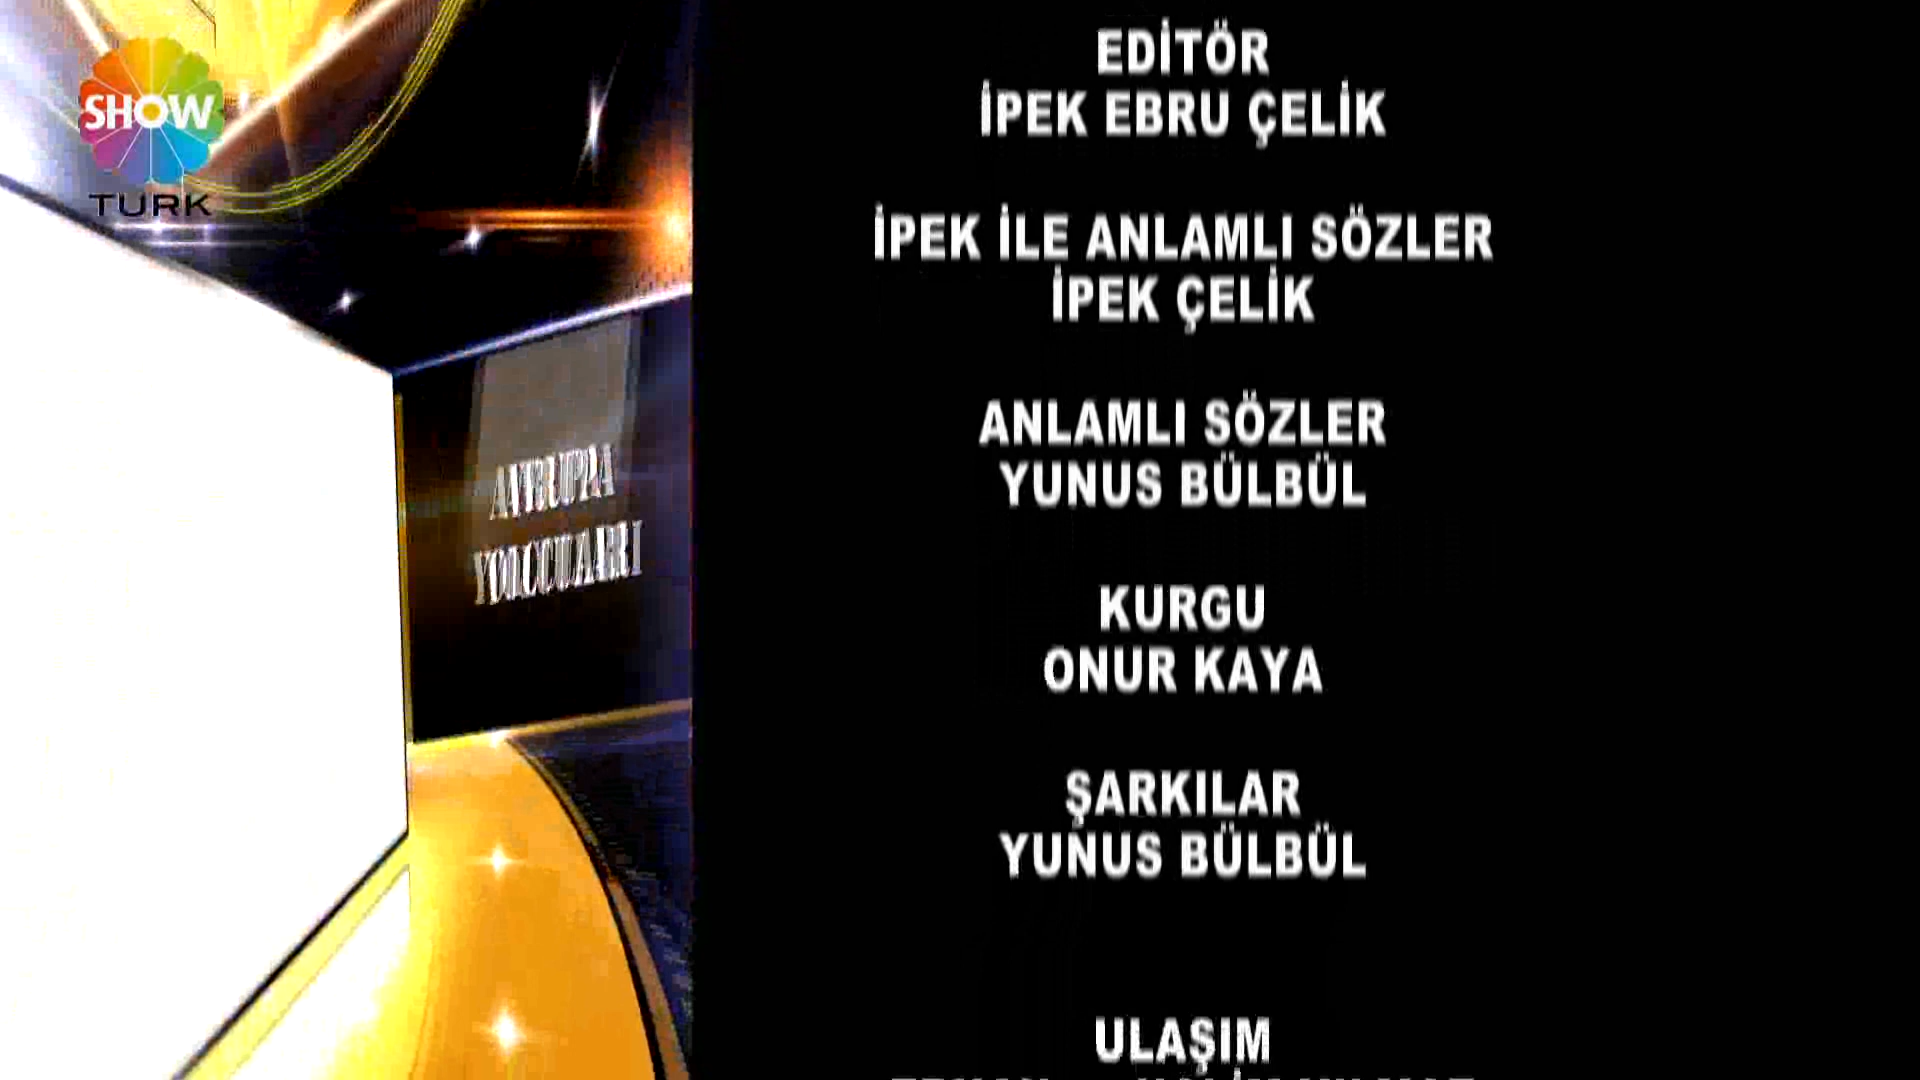 SHOW
TURK
AVRUPA
YOLCULARI
EDİTÖR
İPEK EBRU ÇELİK
İPEK İLE ANLAMLI SÖZLER
İPEK ÇELİK
ANLAMLI SÖZLER
YUNUS BÜLBÜL
KURGU
ONUR KAYA
ŞARKILAR
YUNUS BÜLBÜL
ULAŞIM